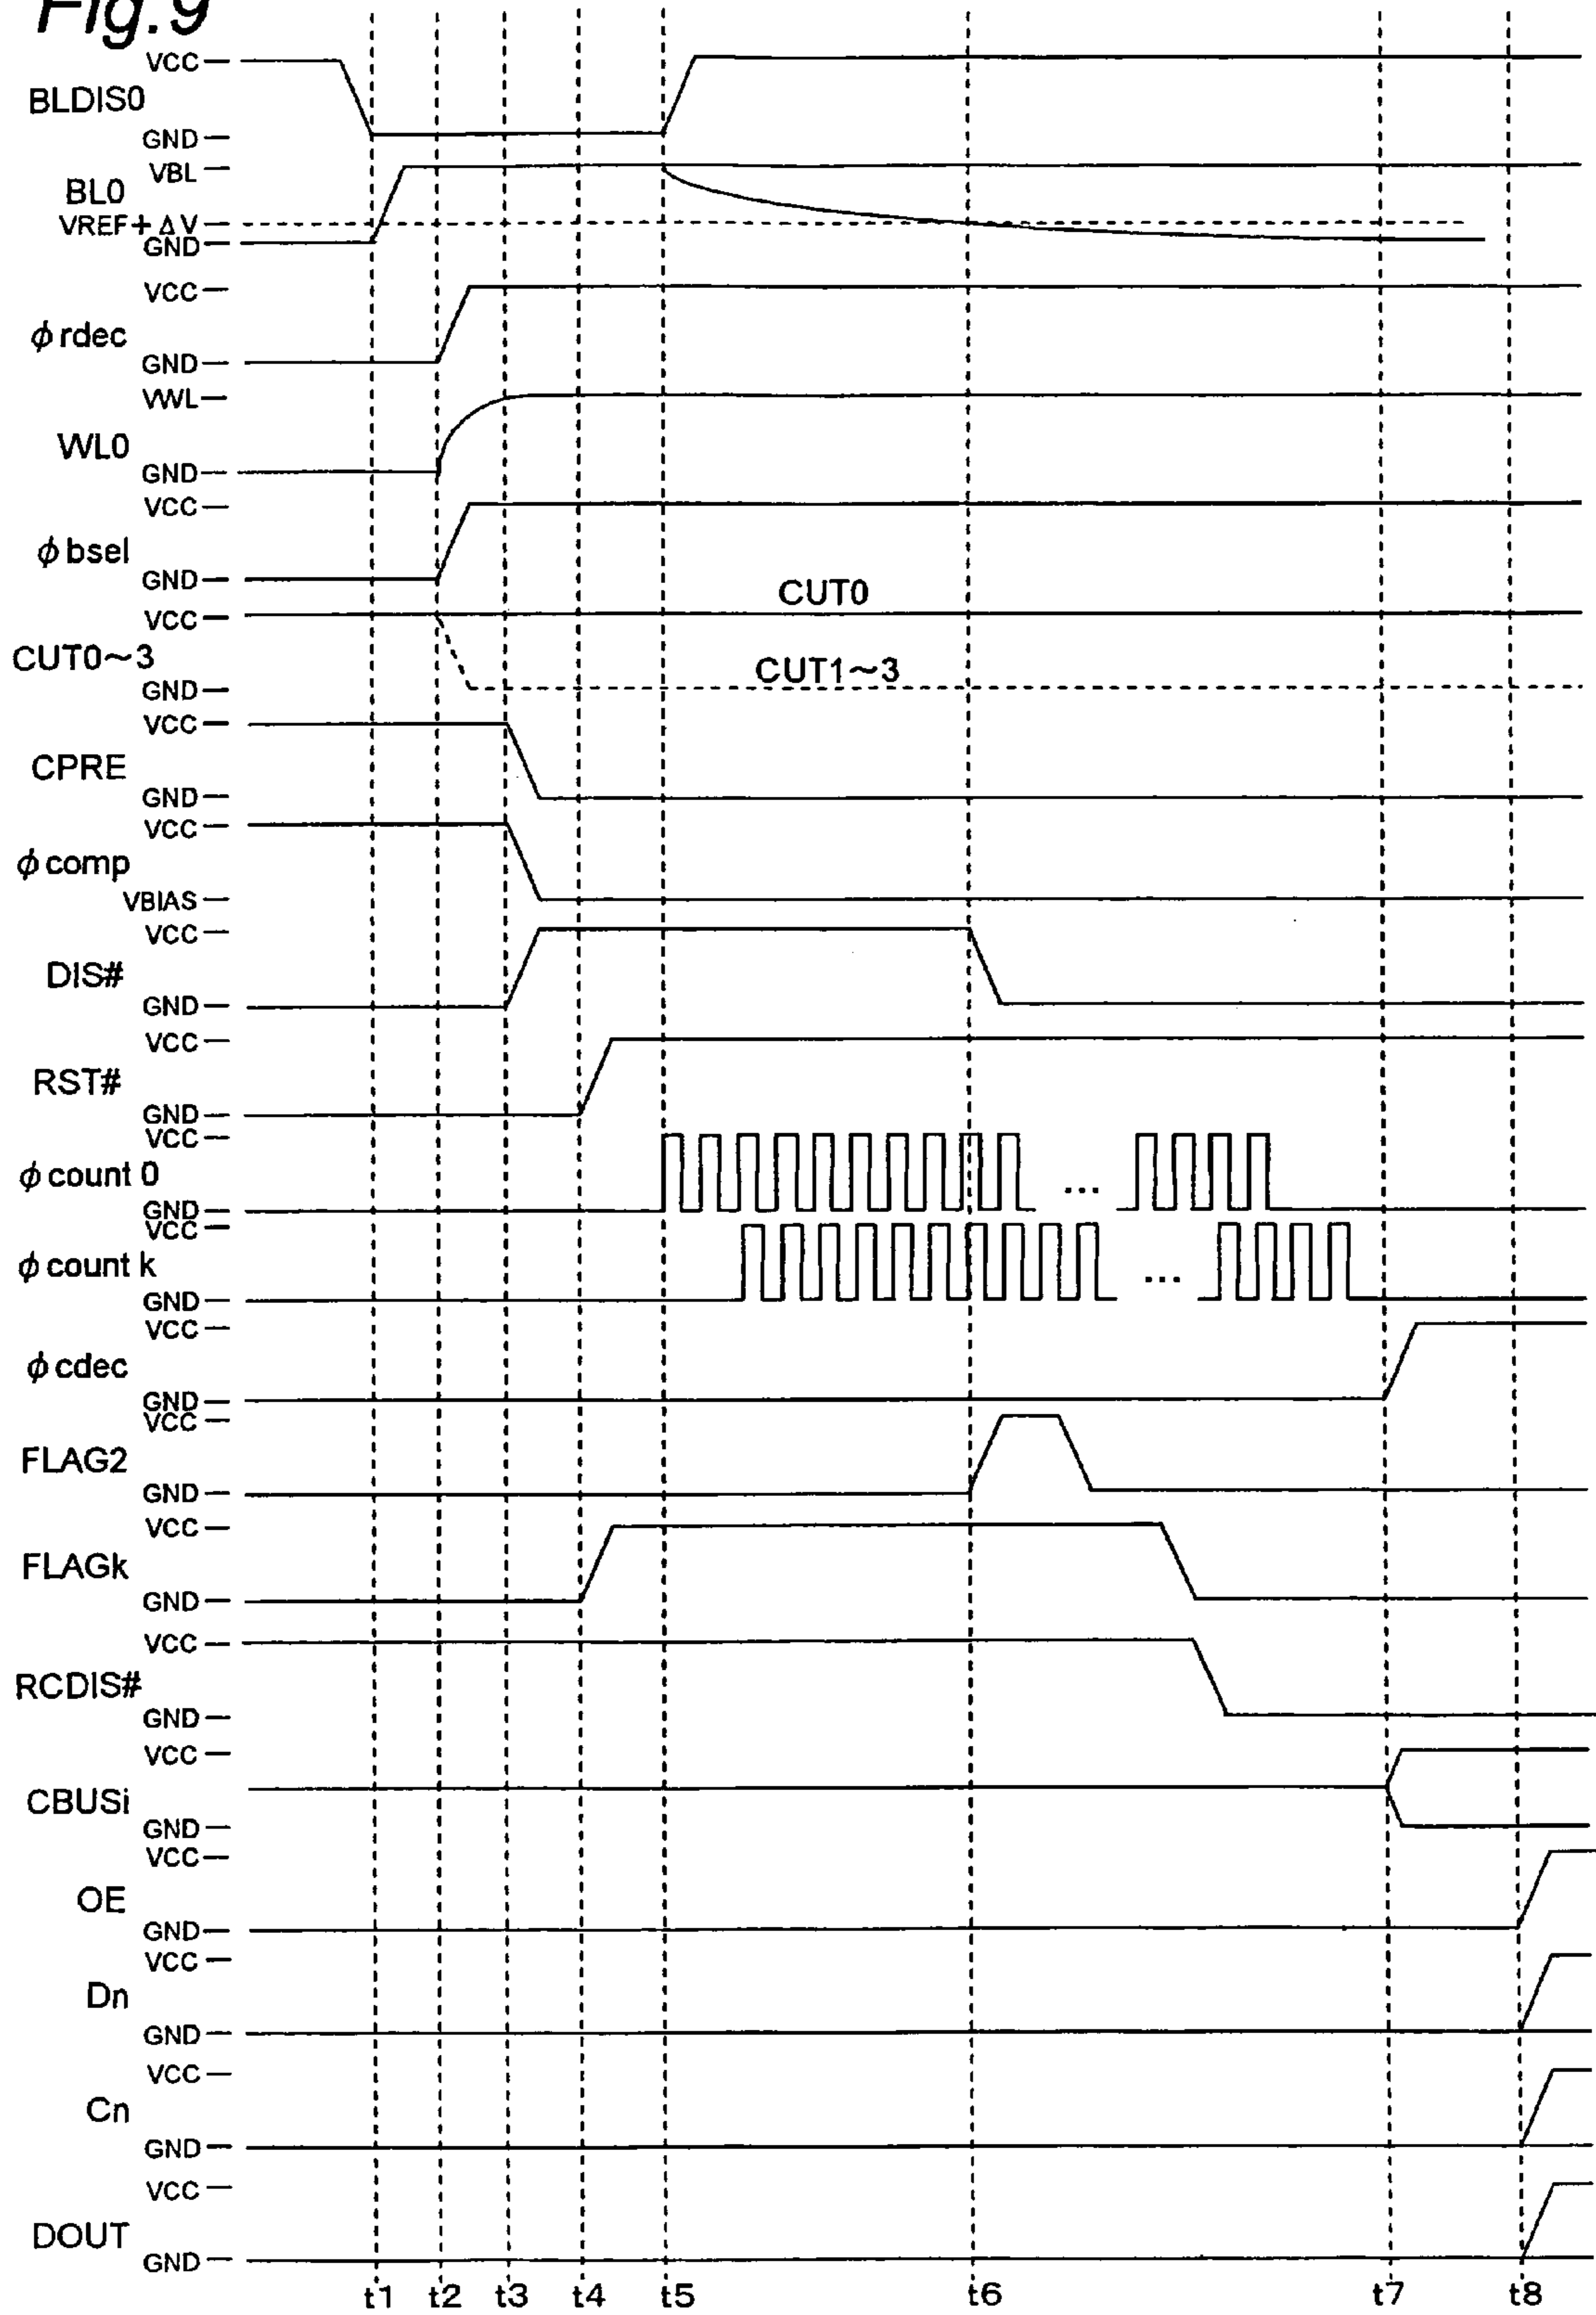 Fig.9
VCC
BLDIS0
GND
VBL
BL0
VREF+ΔV
GND
VCC
φrdec
GND
VWL
WL0
GND
VCC
φbsel
GND
CUT0
VCC
CUT0~3
CUT1~3
GND
VCC
CPRE
GND
VCC
φcomp
VBIAS
VCC
DIS#
GND
VCC
RST#
GND
VCC
φcount 0
...
GND
VCC
φcount k
...
GND
VCC
φcdec
GND
VCC
FLAG2
GND
VCC
FLAGk
GND
VCC
RCDIS#
GND
VCC
CBUSi
GND
VCC
OE
GND
VCC
Dn
GND
VCC
Cn
GND
VCC
DOUT
GND
t1 t2 t3 t4 t5 t6 t7 t8